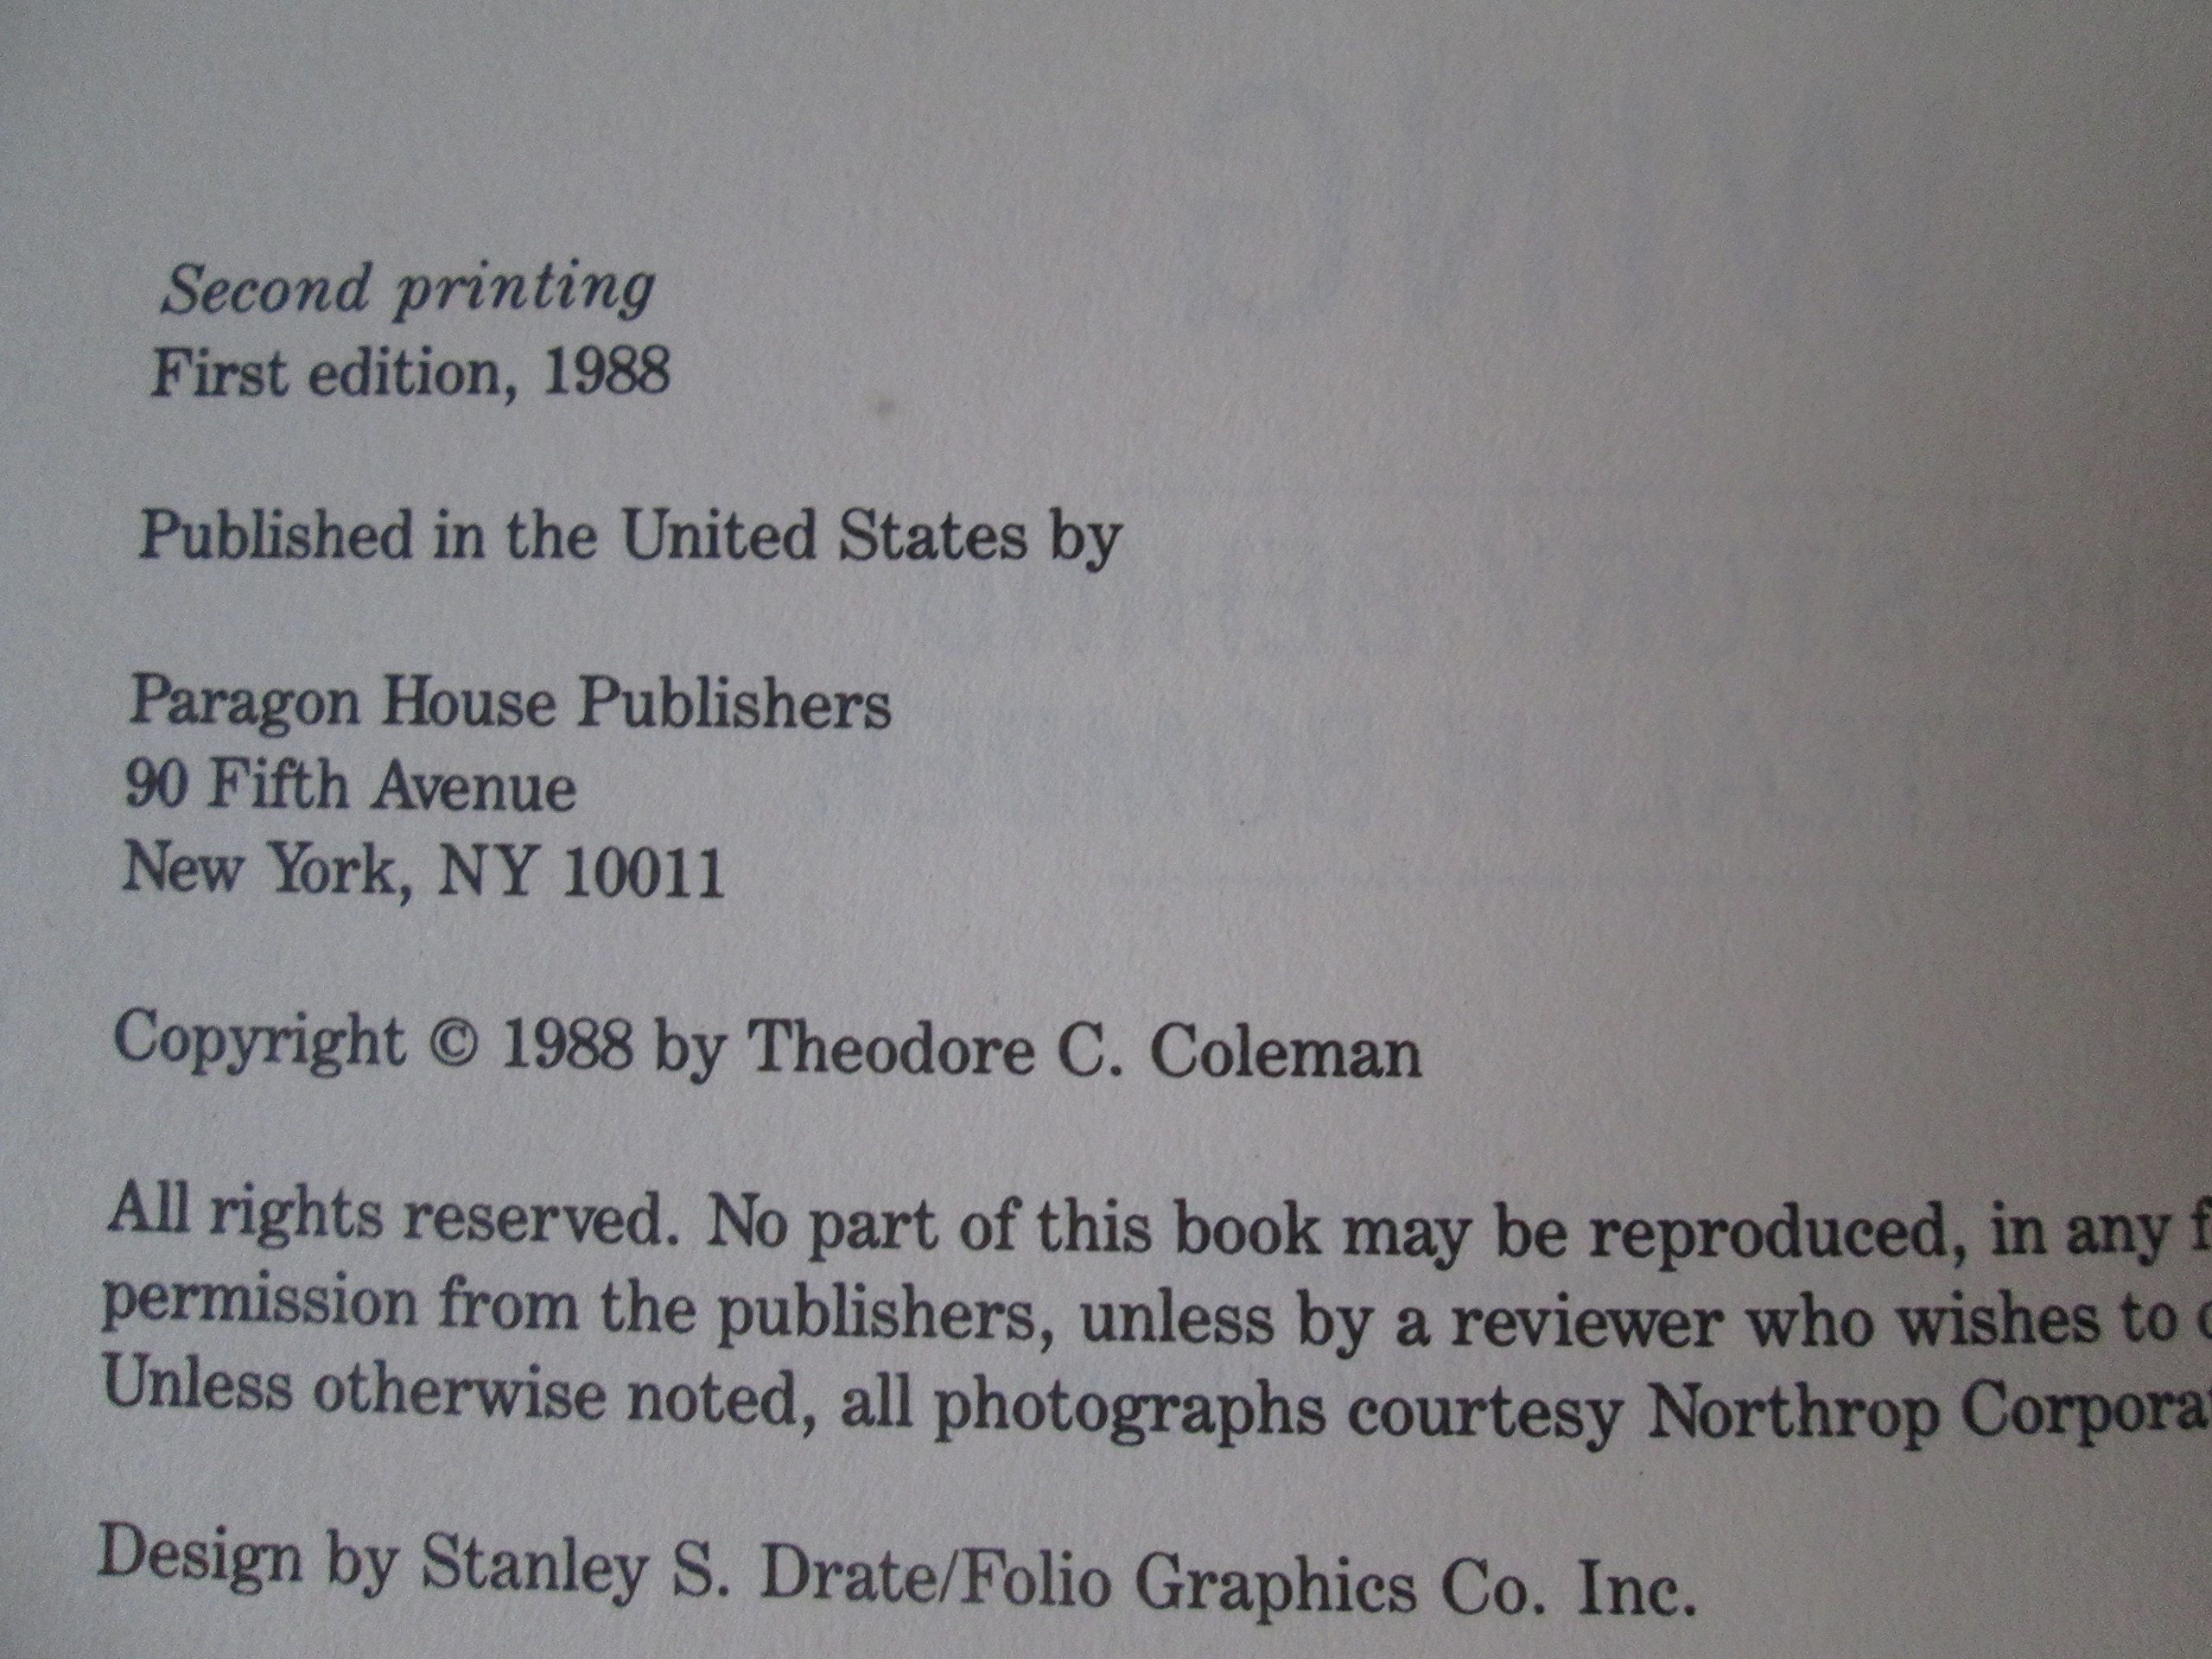 Second printing
First edition, 1988
Published in the United States by
Paragon House Publishers
90 Fifth Avenue
New York, NY 10011
Copyright © 1988 by Theodore C. Coleman
All rights reserved. No part of this book may be reproduced, in any
permission from the publishers, unless by a reviewer who wishes to
Unless otherwise noted, all photographs courtesy Northrop
Design by Stanley S. Drate/Folio Graphics Co. Inc.